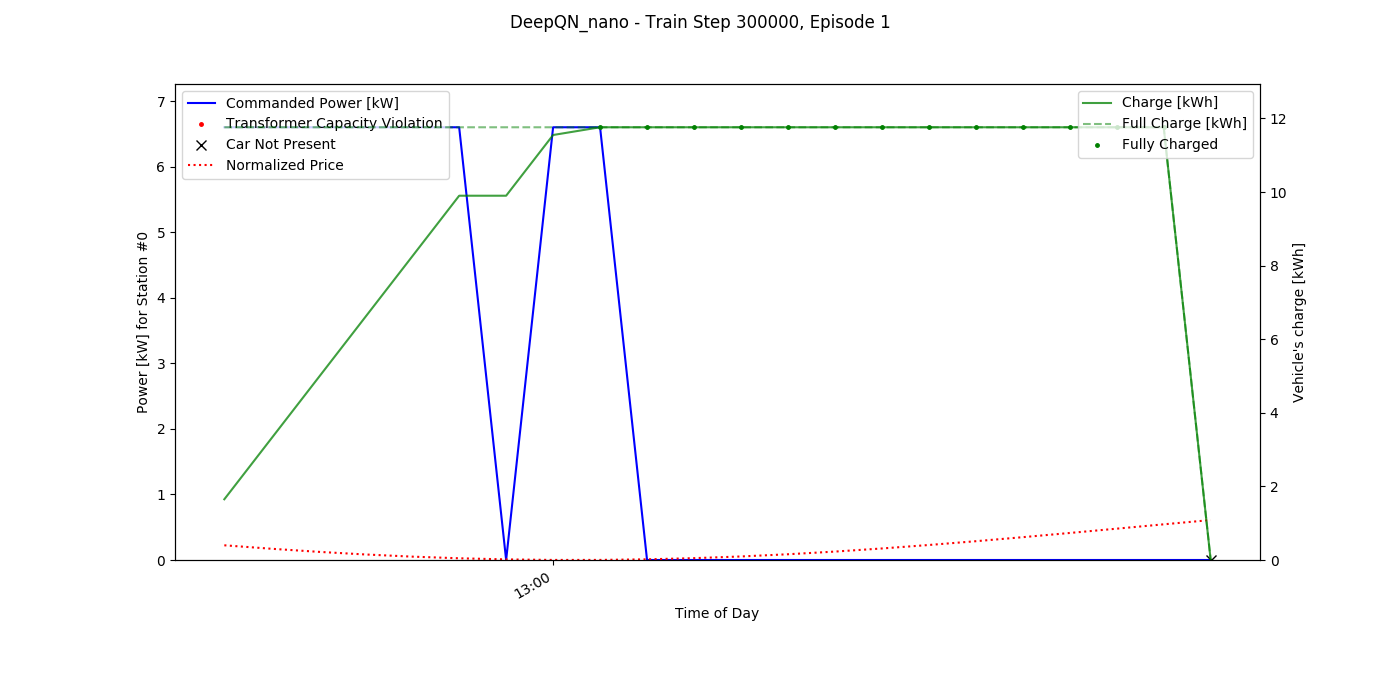 DeepQN_nano - Train Step 300000, Episode 1
Commanded Power [kW]
Transformer Capacity Violation
Car Not Present
Normalized Price
Charge [kWh]
Full Charge [kWh]
Fully Charged
Power [kW] for Station #0
7
6
5
4
3
2
1
0
12
10
8
6
4
2
0
Vehicle's charge [kWh]
13:00
Time of Day